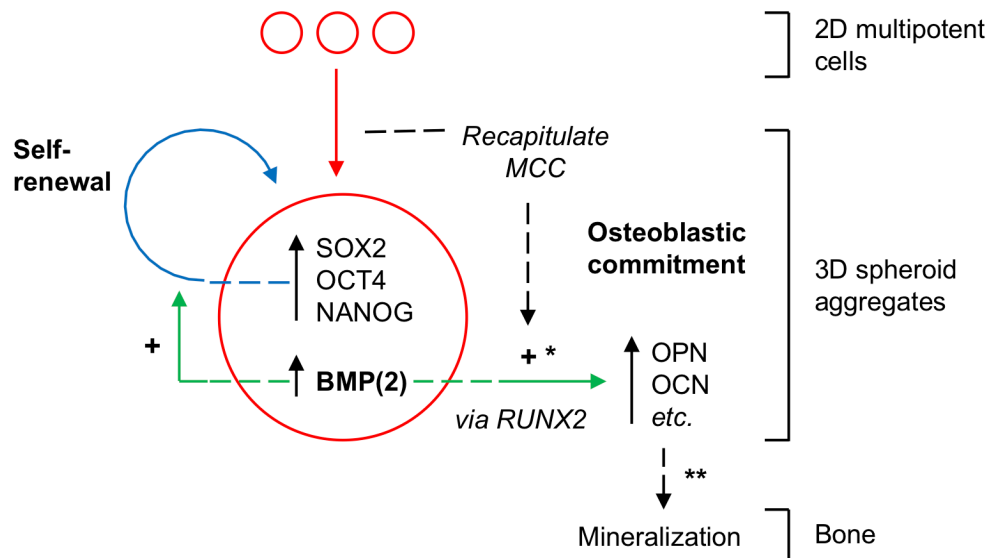 2D multipotent
cells
Recapitulate
MCC
Self-
renewal
SOX2
OCT4
NANOG
Osteoblastic
commitment
3D spheroid
aggregates
+
+ *
BMP(2)
via RUNX2
OPN
OCN
etc.
**
Mineralization
Bone